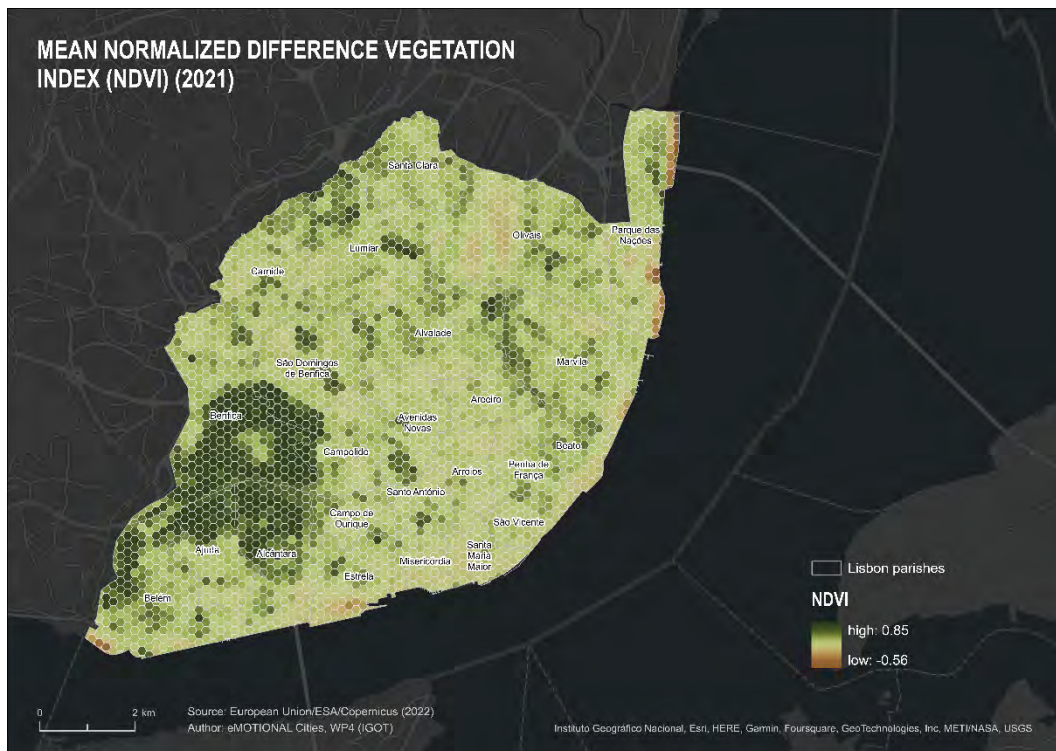 MEAN NORMALIZED DIFFERENCE VEGETATION
INDEX (NDVI) (2021)
Santa Clara
Lumiar
Olivais
Parque das
Nações
Carnide
Alvalade
São Domingos
de Benfica
Marvila
Areeiro
Benfica
Avenidas
Novas
Beato
Campolide
Arroios
Penha de
França
Santo António
Campo de
Ourique
São Vicente
Ajuda
Alcântara
Misericórdia
Santa
Maria
Maior
Estrela
Belém
Lisbon parishes
NDVI
high: 0.85
low: -0.56
0 2 km
Source: European Union/ESA/Copernicus (2022)
Author: eMOTIONAL Cities, WP4 (IGOT)
Instituto Geográfico Nacional, Esri, HERE, Garmin, Foursquare, GeoTechnologies, Inc, METI/NASA, USGS